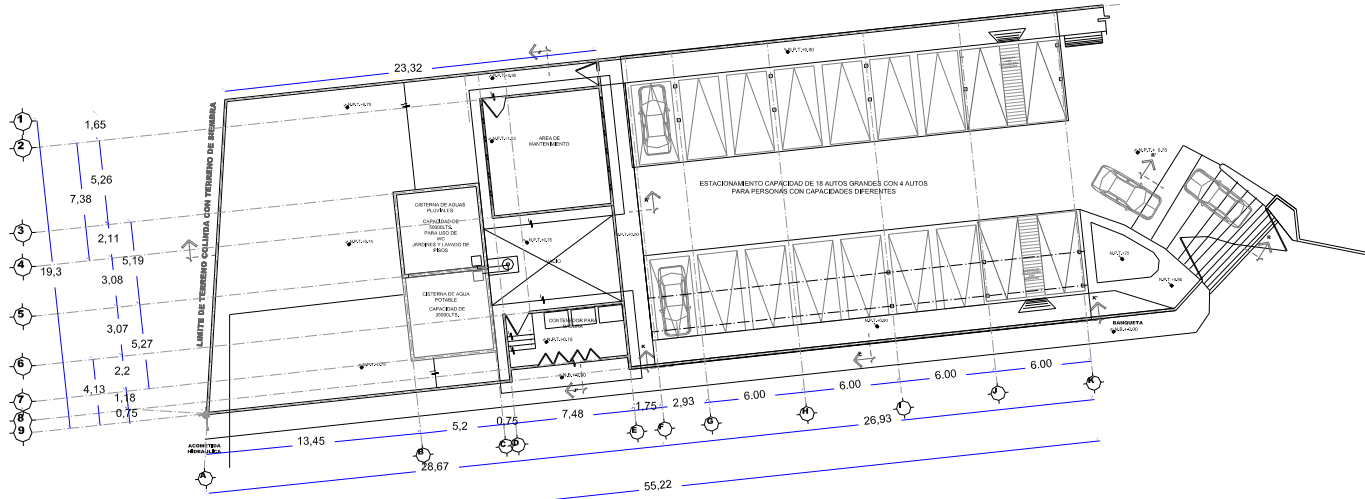 23,32
1
2
3
4
5
6
7
8
9
1,65
5,26
7,38
2,11
5,19
19,3
3,08
3,07
5,27
2,2
4,13
1,18
0,75
LIMITE DE TERRENO COLINDA CON TERRENO DE SIEMBRA
AREA DE
MANTENIMIENTO
CISTERNA DE AGUAS
PLUVIALES
CAPACIDAD DE
50000LTS.
PARA USO DE
WC
JARDINES Y LAVADO DE
PISOS
CISTERNA DE AGUA
POTABLE
CAPACIDAD DE
VACIO
CONTENEDOR PARA
ESTACIONAMIENTO CAPACIDAD DE 18 AUTOS GRANDES CON 4 AUTOS
PARA PERSONAS CON CAPACIDADES DIFERENTES
BANQUETA
ACOMETIDA
HIDRAULICA
13,45
5,2
0,75
7,48
1,75
2,93
6.00
6.00
6.00
6.00
A
B
C
D
E
F
G
H
I
J
K
28,67
26,93
55,22